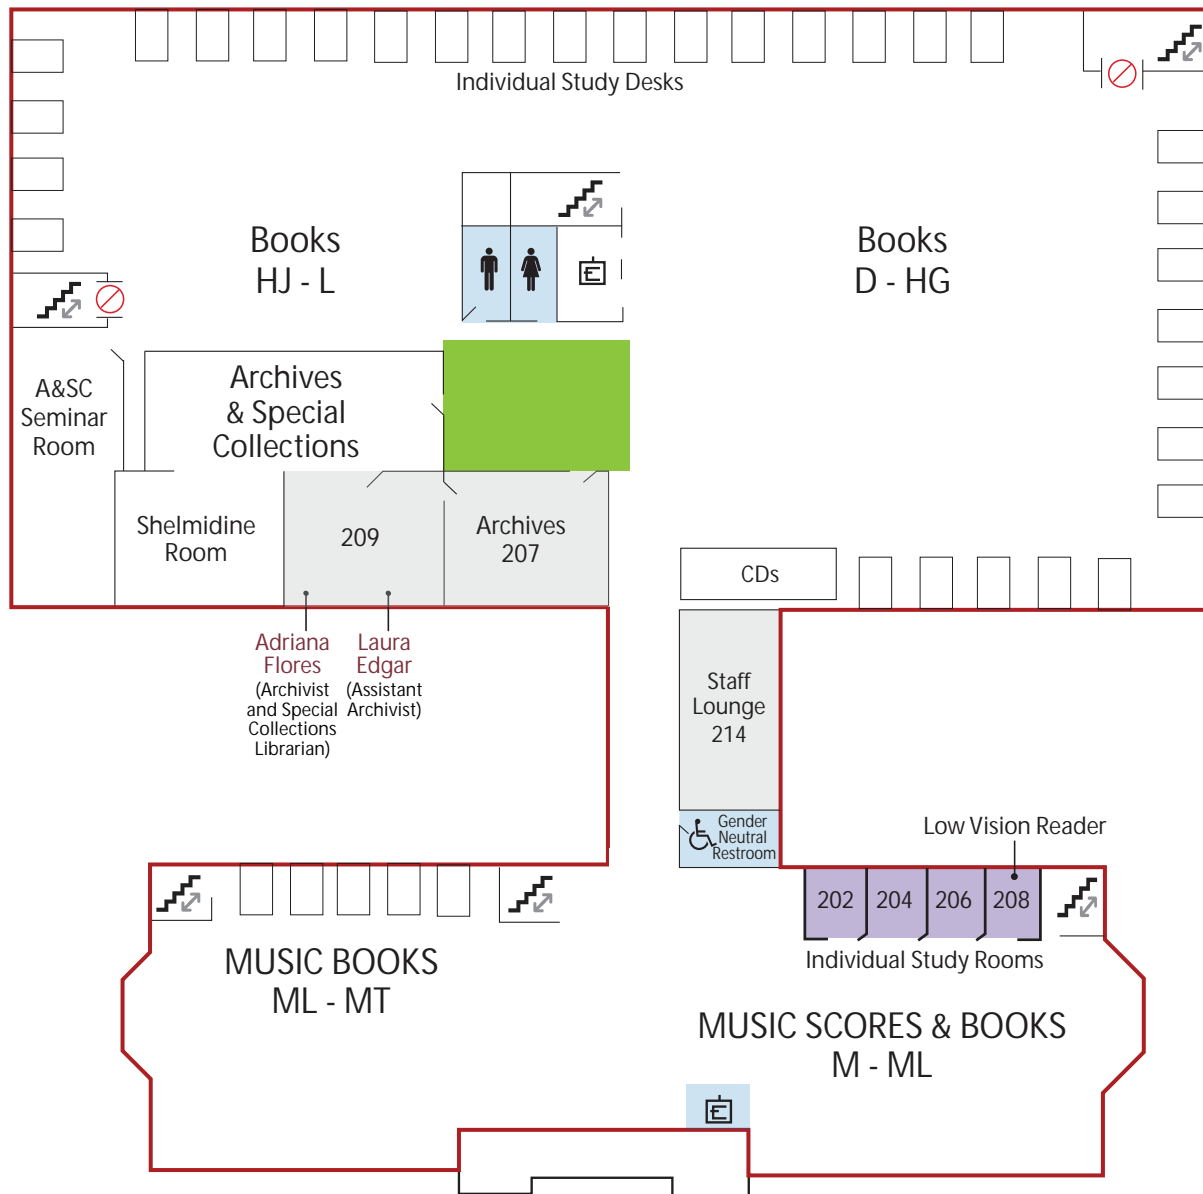 Individual Study Desks
Books
HJ - L
Books
D - HG
E
A&SC
Seminar
Room
Archives
& Special
Collections
Shelmidine
Room
209
Archives
207
CDs
Adriana
Flores
(Archivist
and Special
Collections
Librarian)
Laura
Edgar
(Assistant
Archivist)
Staff
Lounge
214
Gender
Neutral
Restroom
Low Vision Reader
202
204
206
208
Individual Study Rooms
MUSIC BOOKS
ML - MT
MUSIC SCORES & BOOKS
M - ML
E